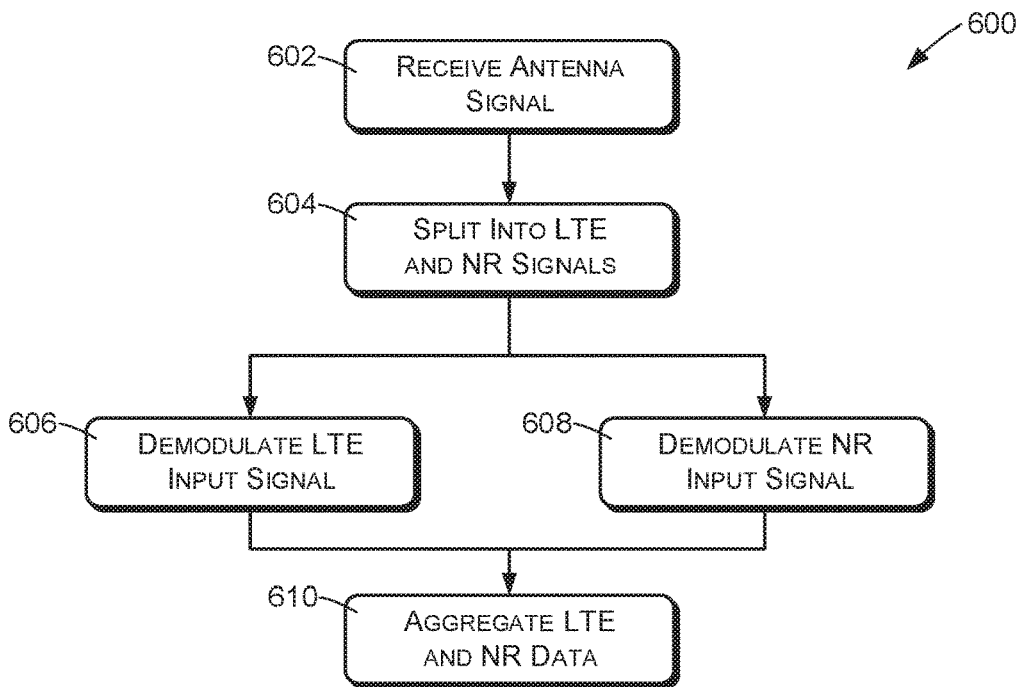 600
602
RECEIVE ANTENNA
SIGNAL
604
SPLIT INTO LTE
AND NR SIGNALS
606
DEMODULATE LTE
INPUT SIGNAL
608
DEMODULATE NR
INPUT SIGNAL
610
AGGREGATE LTE
AND NR DATA